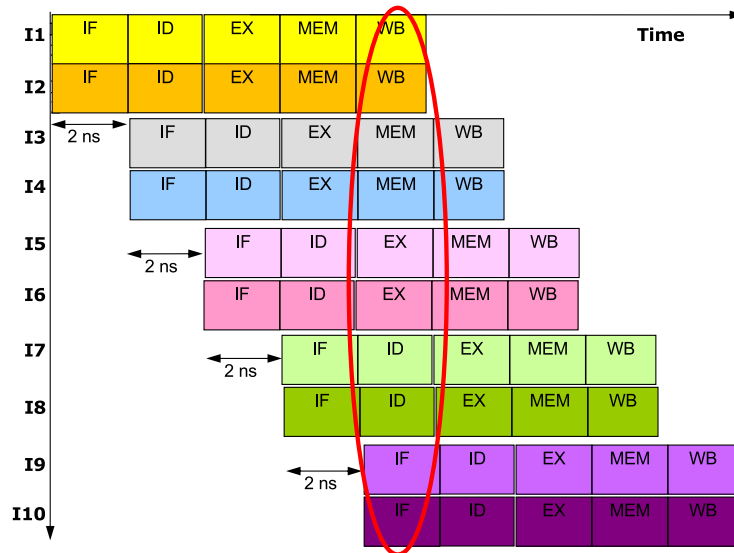 I1 IF ID EX MEM WB Time
I2 IF ID EX MEM WB
2 ns
I3 IF ID EX MEM WB
I4 IF ID EX MEM WB
2 ns
I5 IF ID EX MEM WB
I6 IF ID EX MEM WB
2 ns
I7 IF ID EX MEM WB
I8 IF ID EX MEM WB
2 ns
I9 IF ID EX MEM WB
I10 IF ID EX MEM WB